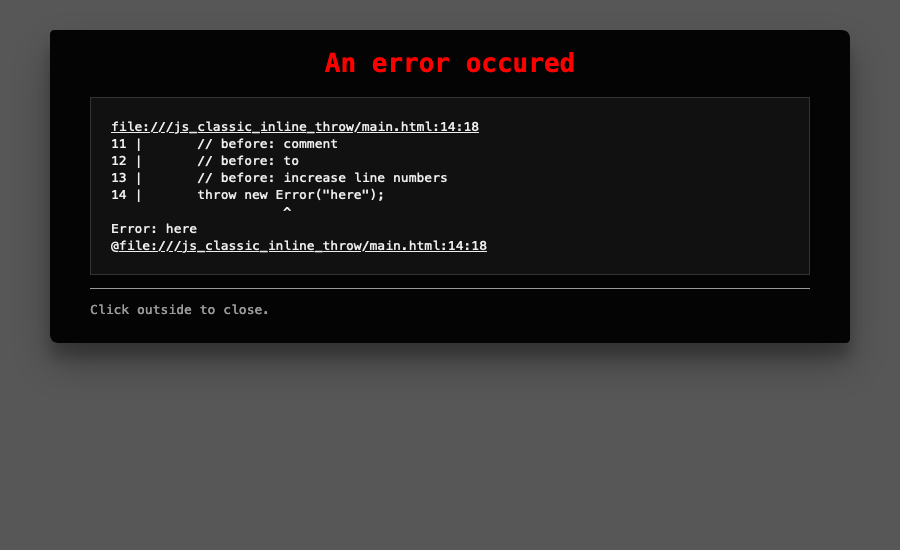 An error occured
file:///js_classic_inline_throw/main.html:14:18
11 |       // before: comment
12 |       // before: to
13 |       // before: increase line numbers
14 |       throw new Error("here");
                      ^
Error: here
@file:///js_classic_inline_throw/main.html:14:18
Click outside to close.